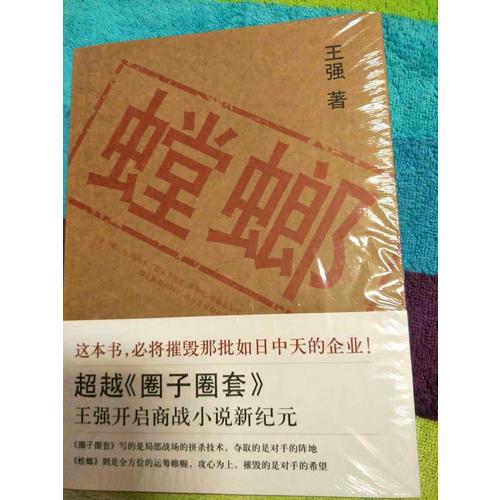 王强 著
螳螂
这本书，必将摧毁那批如日中天的企业！
超越《圈子圈套》
王强开启商战小说新纪元
《圈子圈套》写的是局部战场的拼杀技术，夺取的是对手的阵地
《螳螂》则是全方位的运筹帷幄，攻心为上，摧毁的是对手的希望